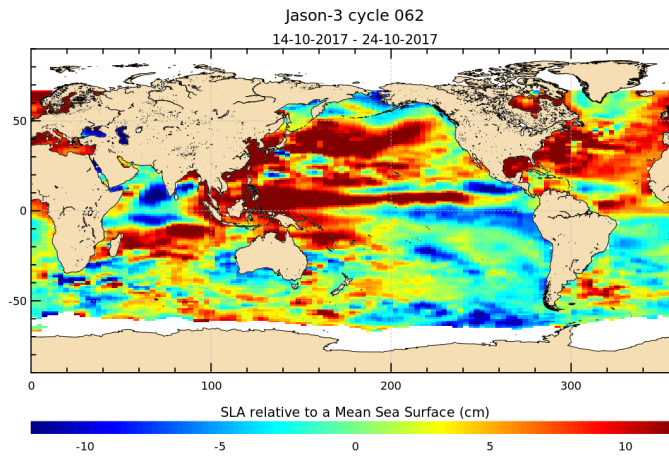 Jason-3 cycle 062
14-10-2017 - 24-10-2017
50
0
-50
0 100 200 300
SLA relative to a Mean Sea Surface (cm)
-10 -5 0 5 10